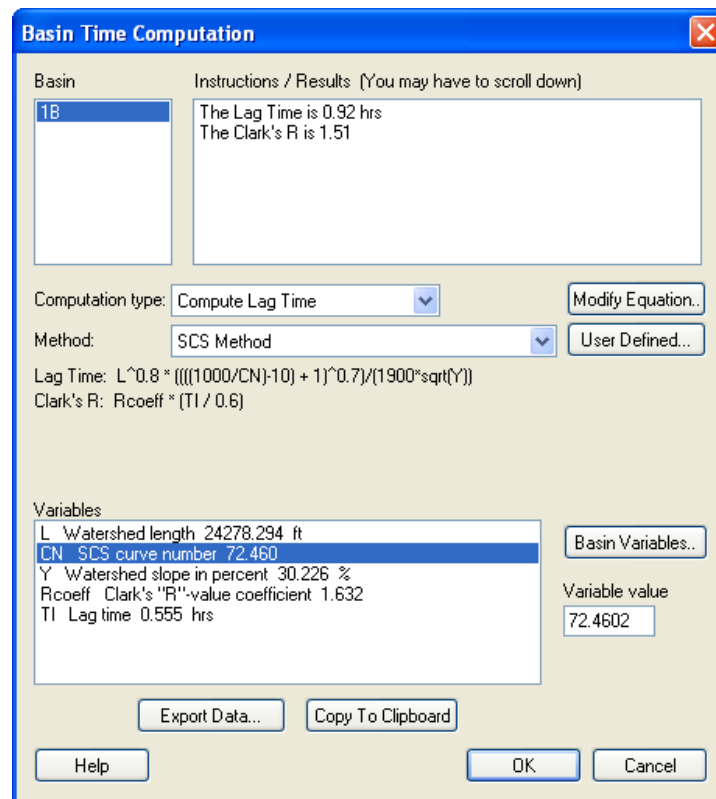 Basin Time Computation
Basin
Instructions / Results (You may have to scroll down)
1B
The Lag Time is 0.92 hrs
The Clark's R is 1.51
Computation type: Compute Lag Time
Modify Equation..
Method: SCS Method
User Defined...
Lag Time: L^0.8 * ((((1000/CN)-10) + 1)^0.7)/(1900*sqrt(Y))
Clark's R: Rcoeff * (Tl / 0.6)
Variables
L Watershed length 24278.294 ft
CN SCS curve number 72.460
Y Watershed slope in percent 30.226 %
Rcoeff Clark's "R"-value coefficient 1.632
Tl Lag time 0.555 hrs
Basin Variables..
Variable value
72.4602
Export Data...
Copy To Clipboard
Help
OK
Cancel